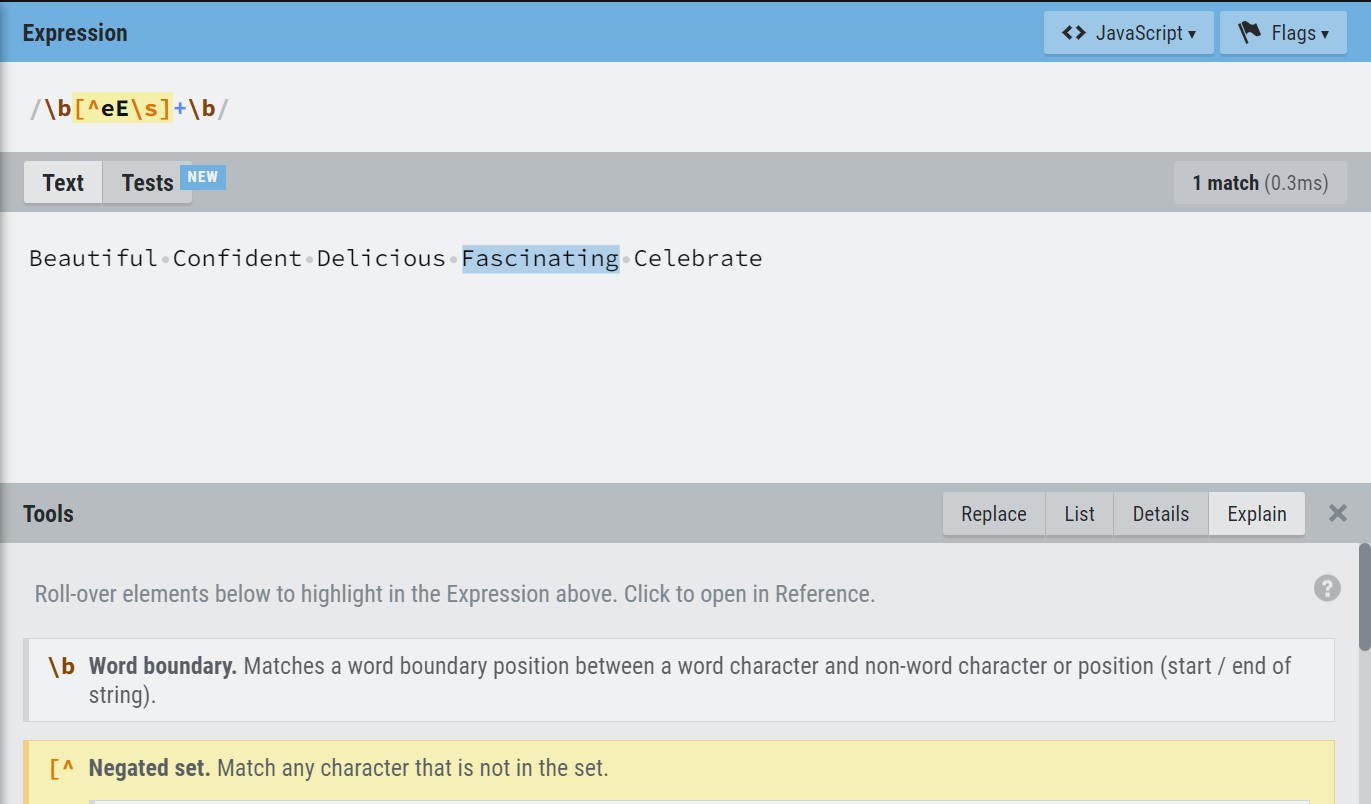 Expression <> JavaScript ▾ Flags ▾
/\b[^eE\s]+\b/
Text Tests NEW 1 match (0.3ms)
Beautiful•Confident•Delicious•Fascinating•Celebrate
Tools Replace List Details Explain ×
Roll-over elements below to highlight in the Expression above. Click to open in Reference. ?
\b Word boundary. Matches a word boundary position between a word character and non-word character or position (start / end of
string).
[^ Negated set. Match any character that is not in the set.